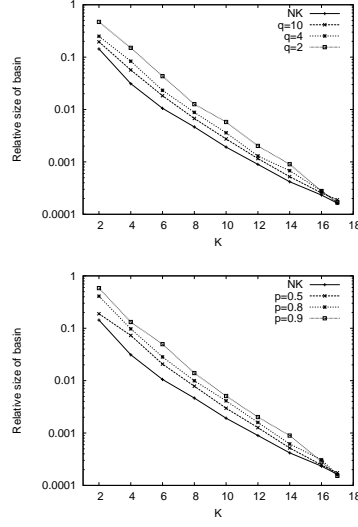 1
NK
q=10
q=4
q=2
0.1
0.01
0.001
0.0001
Relative size of basin
2 4 6 8 10 12 14 16 18
K
1
NK
p=0.5
p=0.8
p=0.9
0.1
0.01
0.001
0.0001
Relative size of basin
2 4 6 8 10 12 14 16 18
K